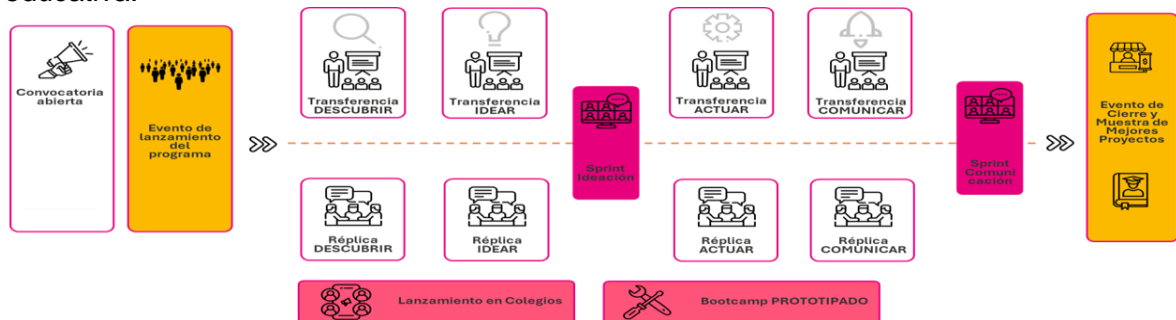 Convocatoria
abierta
Evento de
lanzamiento
del
programa
Transferencia
DESCUBRIR
Transferencia
IDEAR
Sprint
Ideación
Transferencia
ACTUAR
Transferencia
COMUNICAR
Sprint
Comuni
cación
Evento de
Cierre y
Muestra de
Mejores
Proyectos
Réplica
DESCUBRIR
Réplica
IDEAR
Réplica
ACTUAR
Réplica
COMUNICAR
Lanzamiento en Colegios
Bootcamp PROTOTIPADO